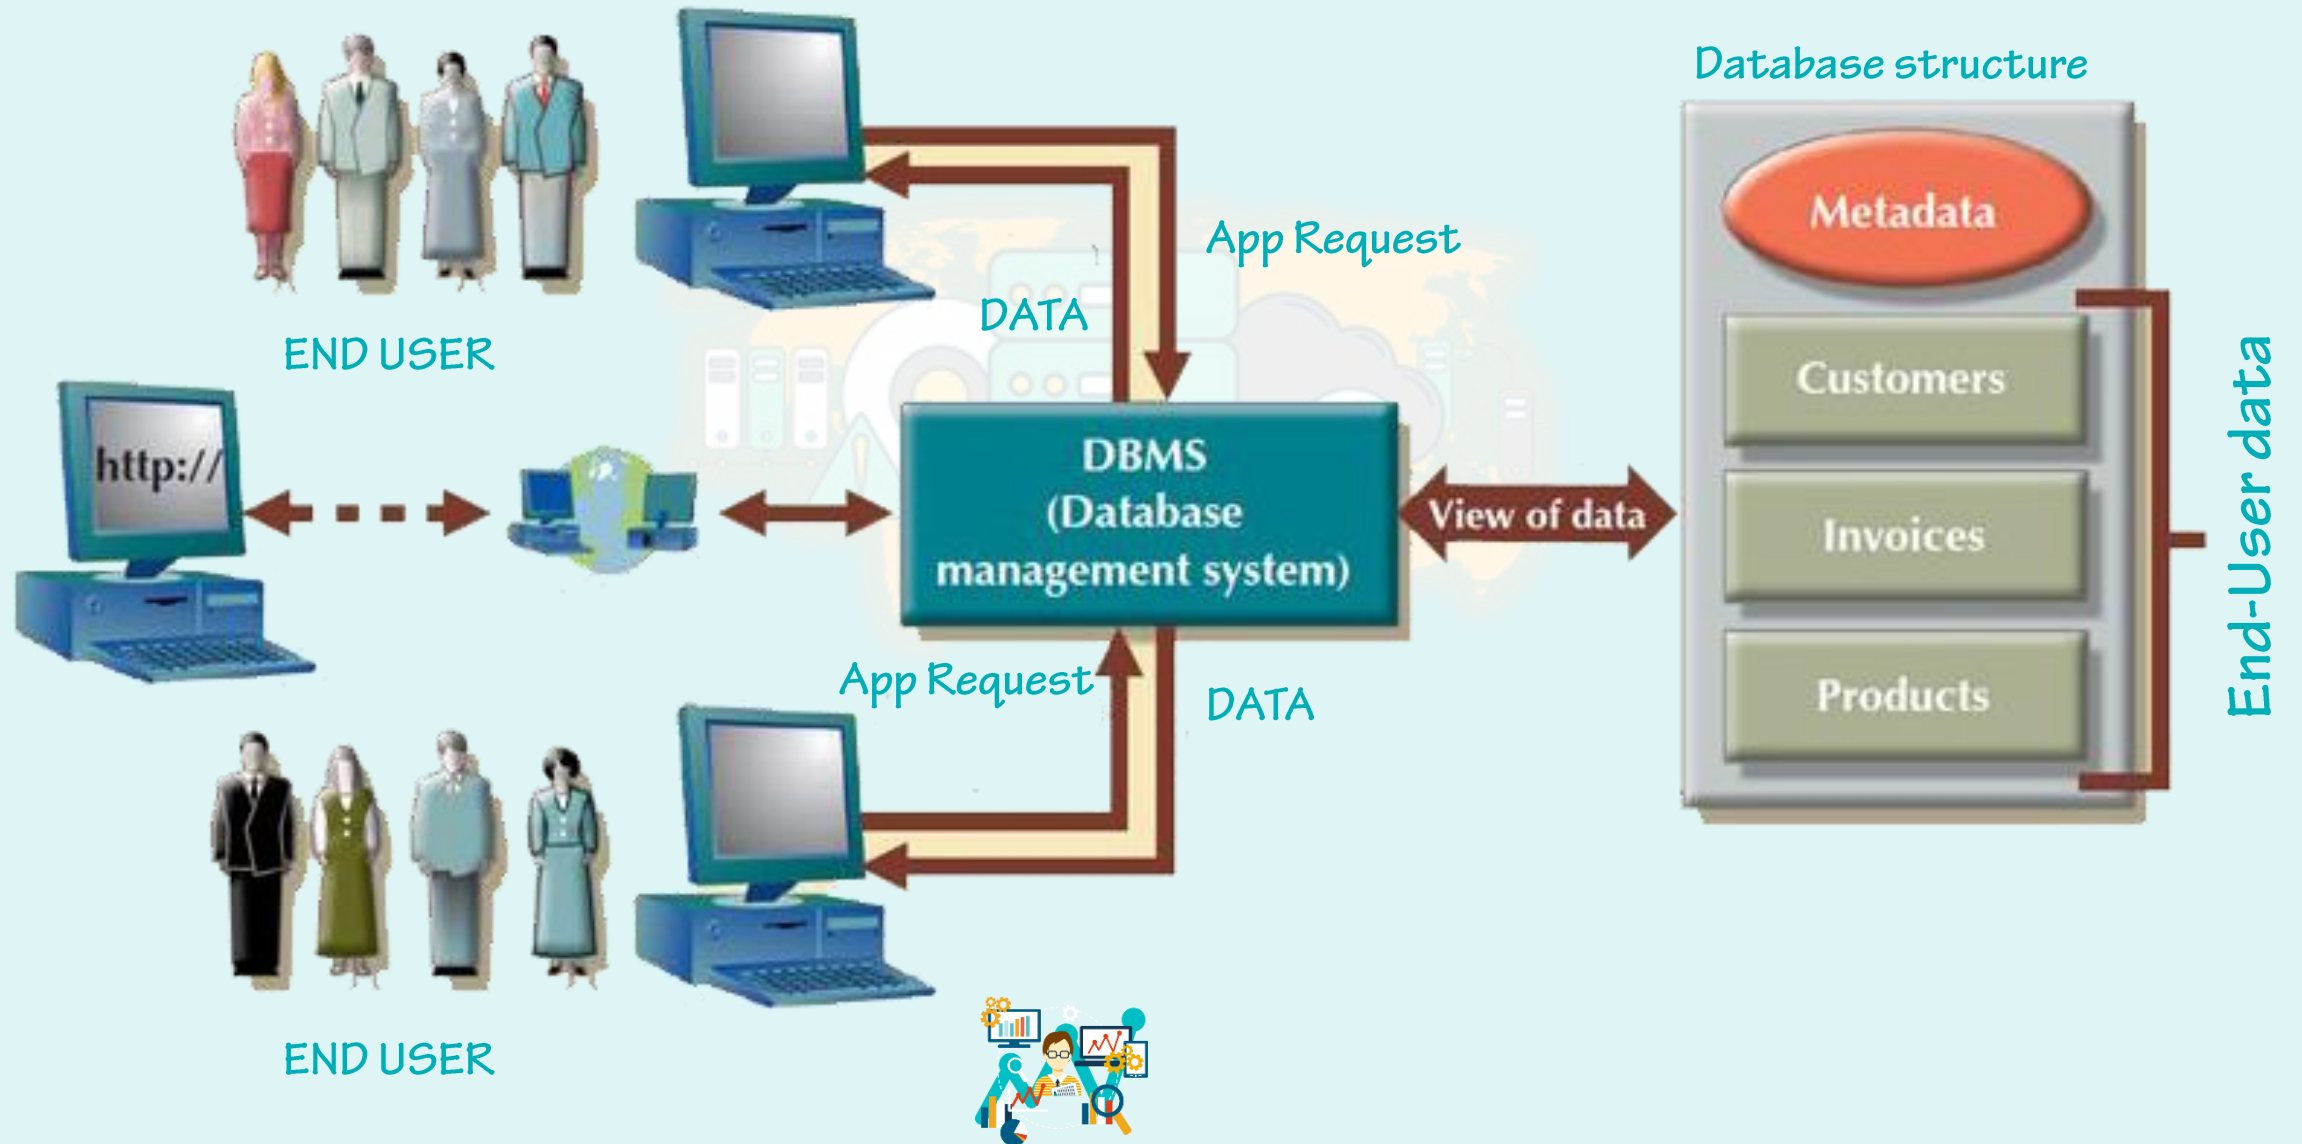 Database structure
Metadata
App Request
DATA
END USER
Customers
http://
DBMS
(Database
management system)
View of data
Invoices
End-User data
App Request
DATA
Products
END USER